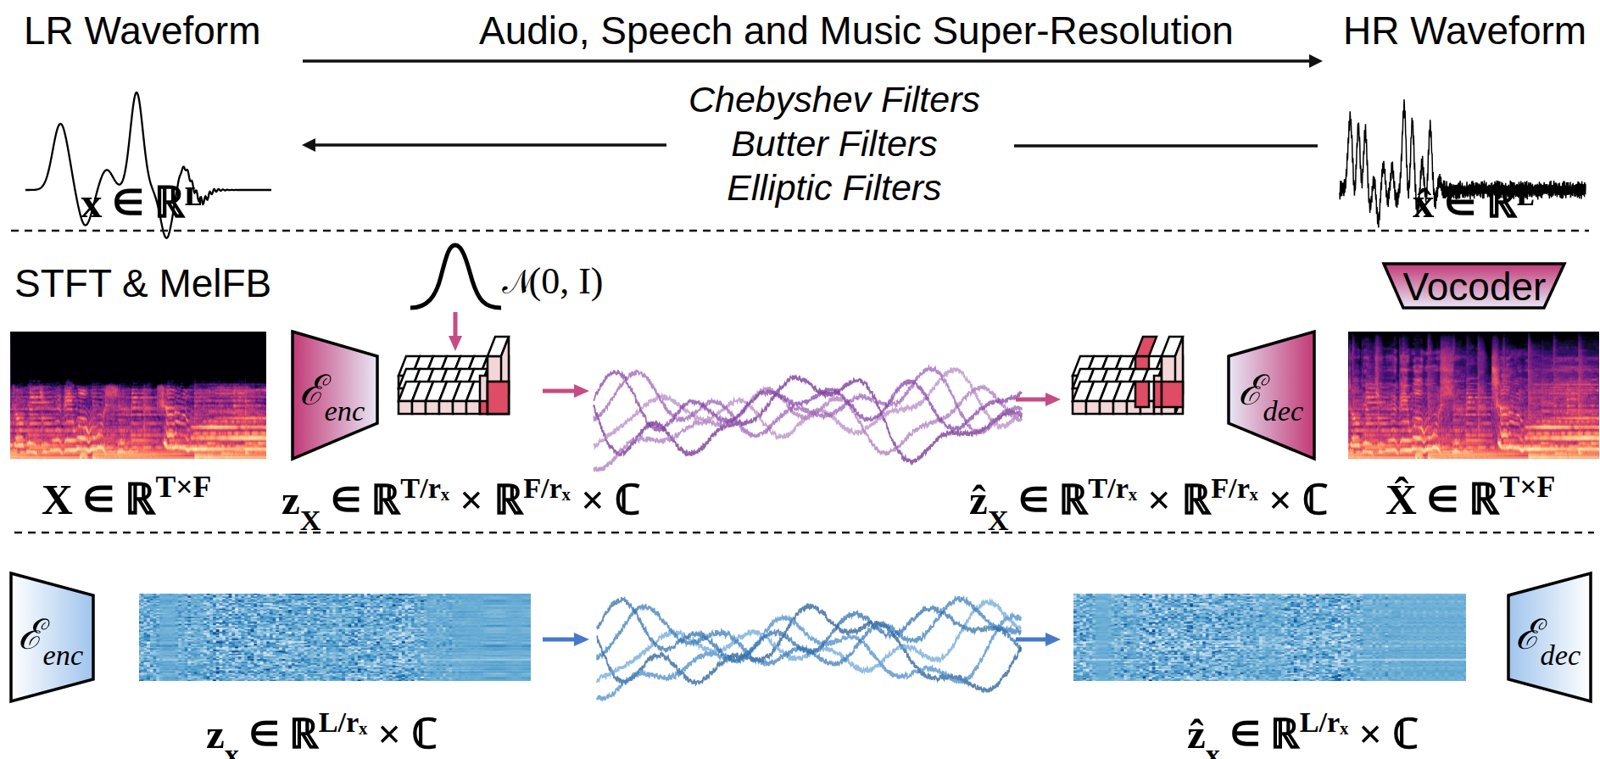 LR Waveform
Audio, Speech and Music Super-Resolution
HR Waveform
Chebyshev Filters
Butter Filters
Elliptic Filters
x ∈ ℝ^L
x̂ ∈ ℝ^L
STFT & MelFB
𝒩(0, I)
Vocoder
ℰ_enc
ℰ_dec
X ∈ ℝ^{T×F}
z_X ∈ ℝ^{T/r_x} × ℝ^{F/r_x} × ℂ
ẑ_X ∈ ℝ^{T/r_x} × ℝ^{F/r_x} × ℂ
X̂ ∈ ℝ^{T×F}
ℰ_enc
ℰ_dec
z_x ∈ ℝ^{L/r_x} × ℂ
ẑ_x ∈ ℝ^{L/r_x} × ℂ